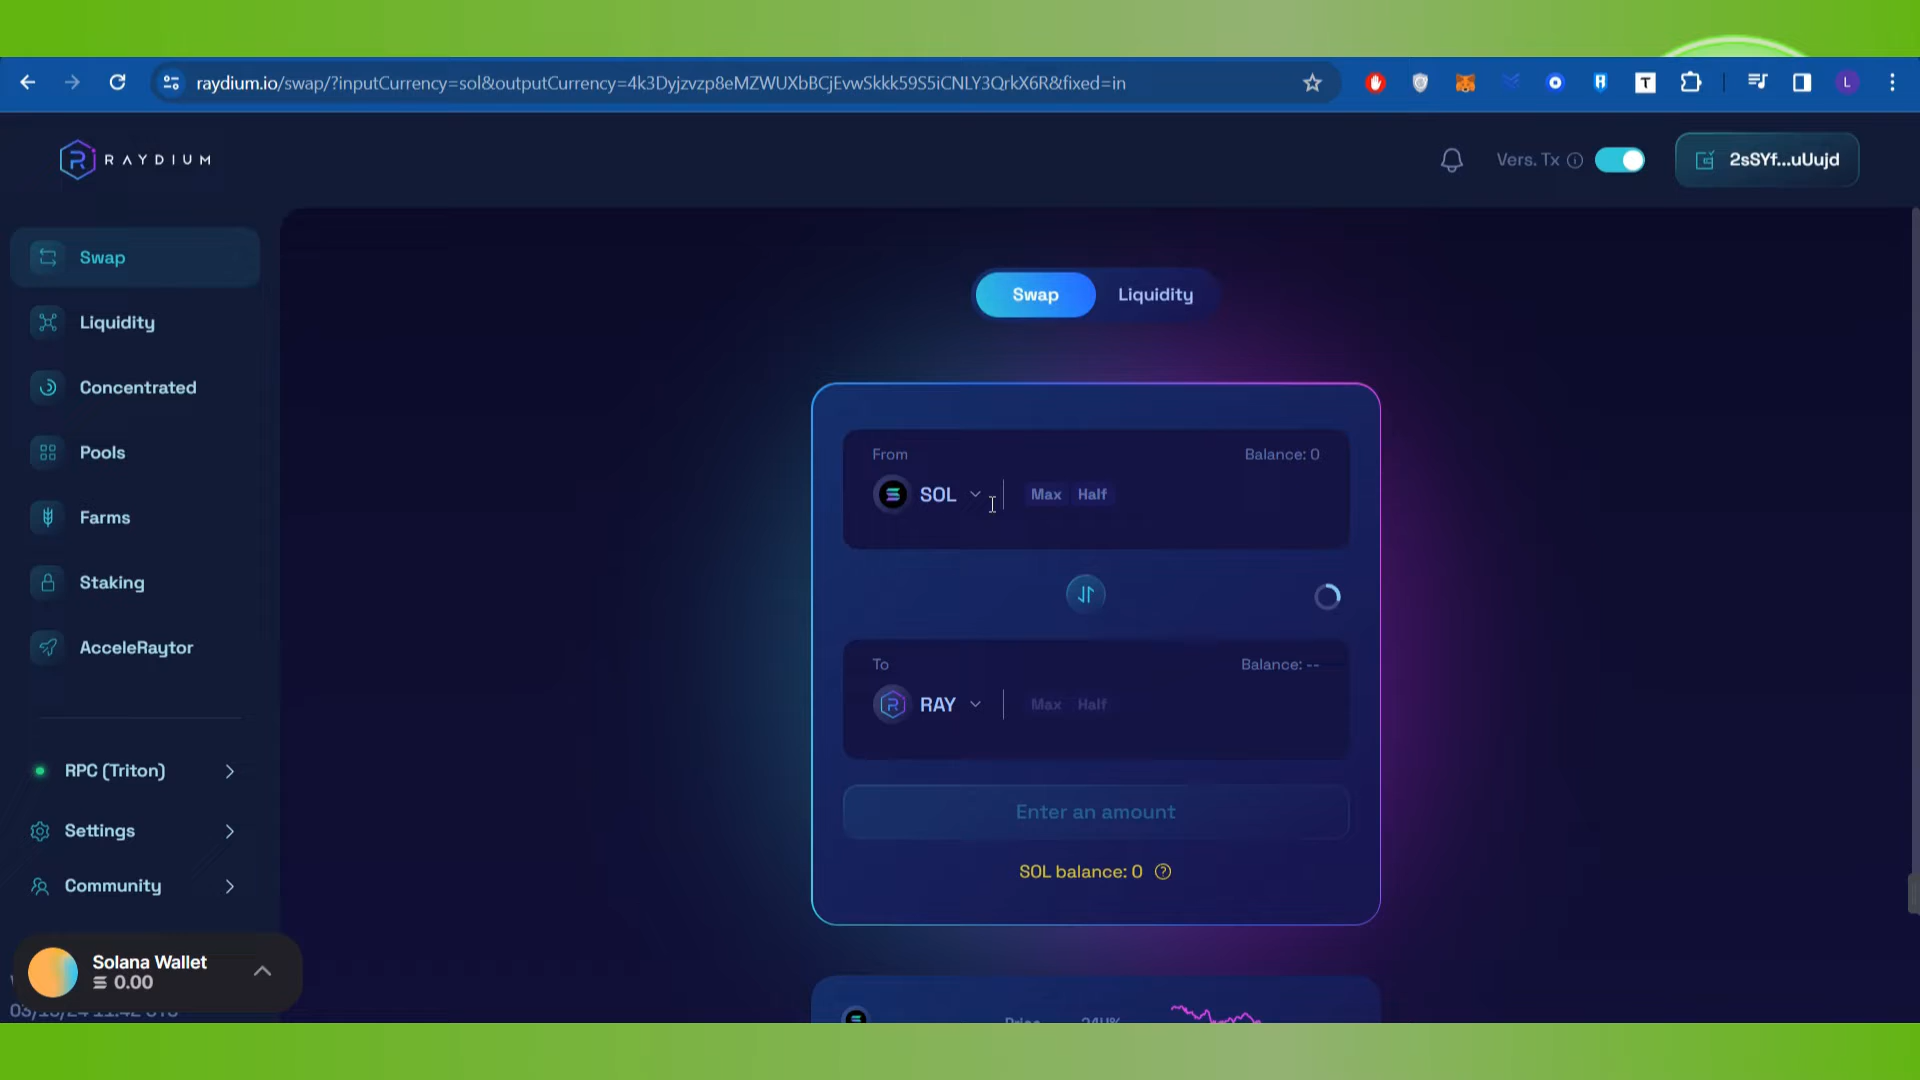 raydium.io/swap/?inputCurrency=sol&outputCurrency=4k3Dyjzvzp8eMZWUXbBCjEvwSkkk59S5iCNLY3QrkX6R&fixed=in
T
L
RAYDIUM
Vers. Tx
2sSYf...uUujd
Swap
Liquidity
Concentrated
Pools
Farms
Staking
AcceleRaytor
RPC (Triton)
Settings
Community
Solana Wallet
0.00
Swap
Liquidity
From
Balance: 0
SOL
Max
Half
To
Balance: --
RAY
Max
Half
Enter an amount
SOL balance: 0
Price
24H%